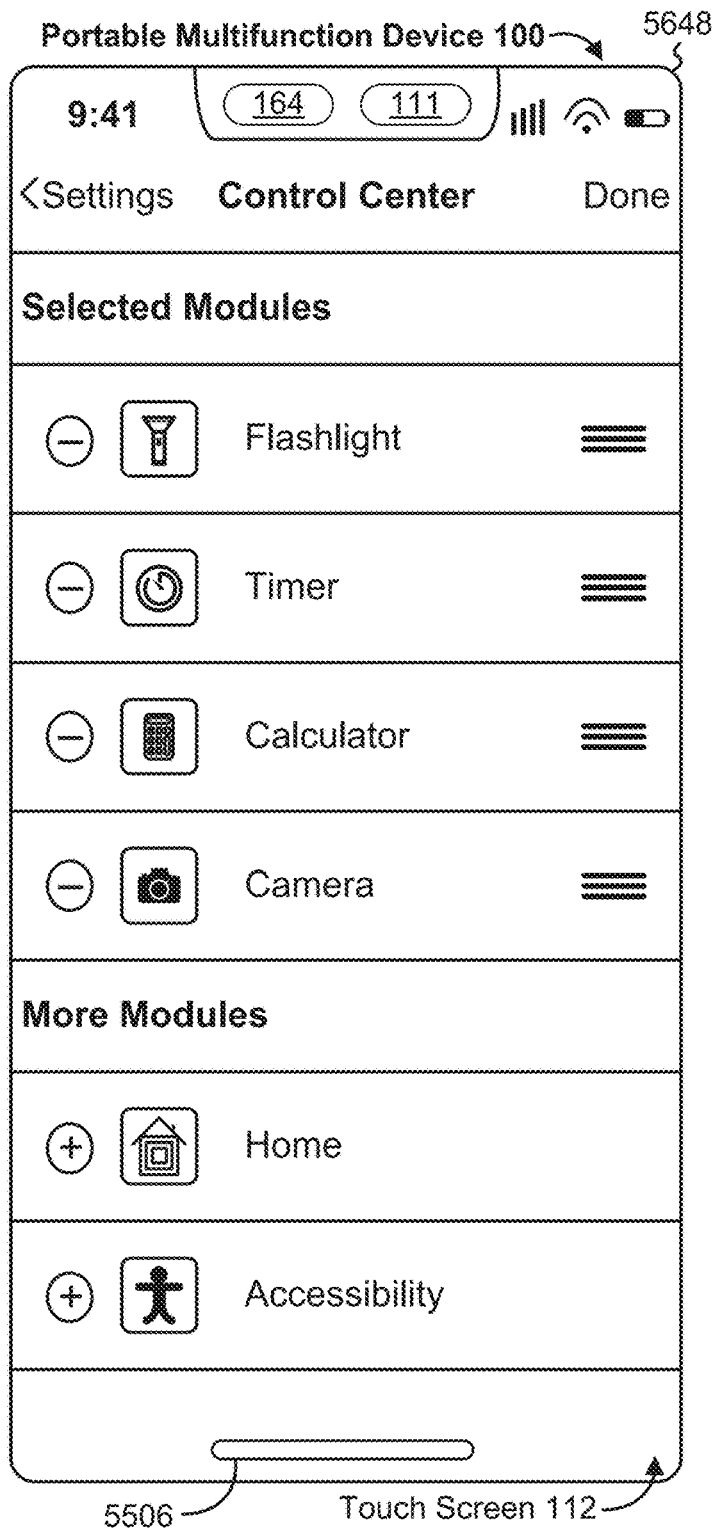 Portable Multifunction Device 100
5648
9:41 164 111
<Settings Control Center Done
Selected Modules
Flashlight
Timer
Calculator
Camera
More Modules
Home
Accessibility
5506
Touch Screen 112